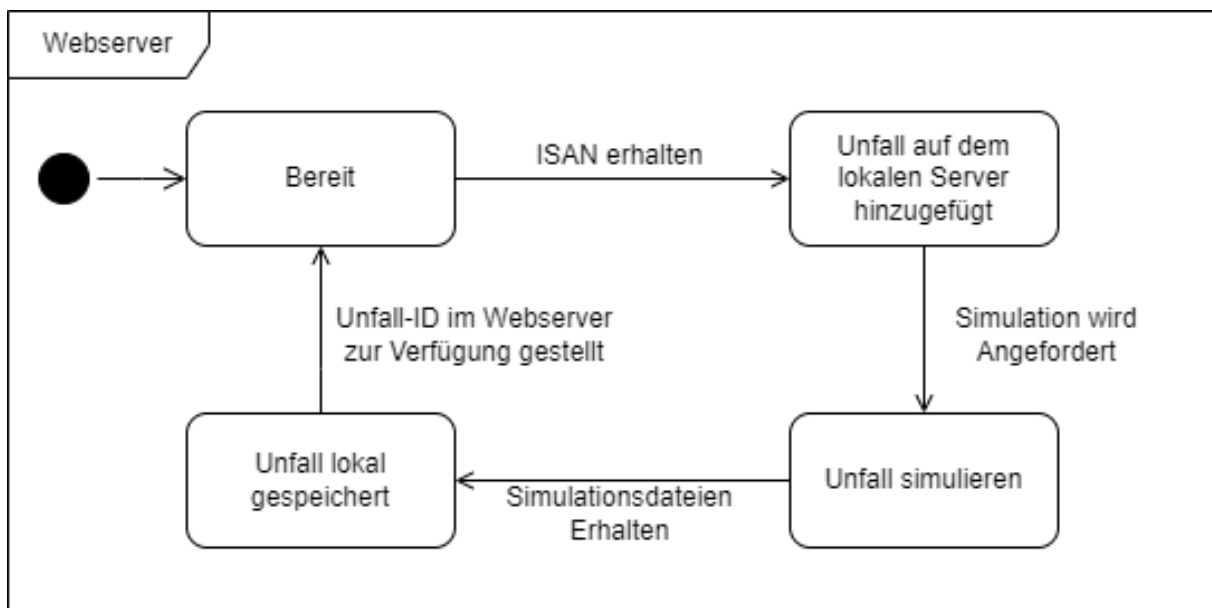 Webserver
Bereit
ISAN erhalten
Unfall auf dem
lokalen Server
hinzugefügt
Unfall-ID im Webserver
zur Verfügung gestellt
Simulation wird
Angefordert
Unfall lokal
gespeichert
Simulationsdateien
Erhalten
Unfall simulieren